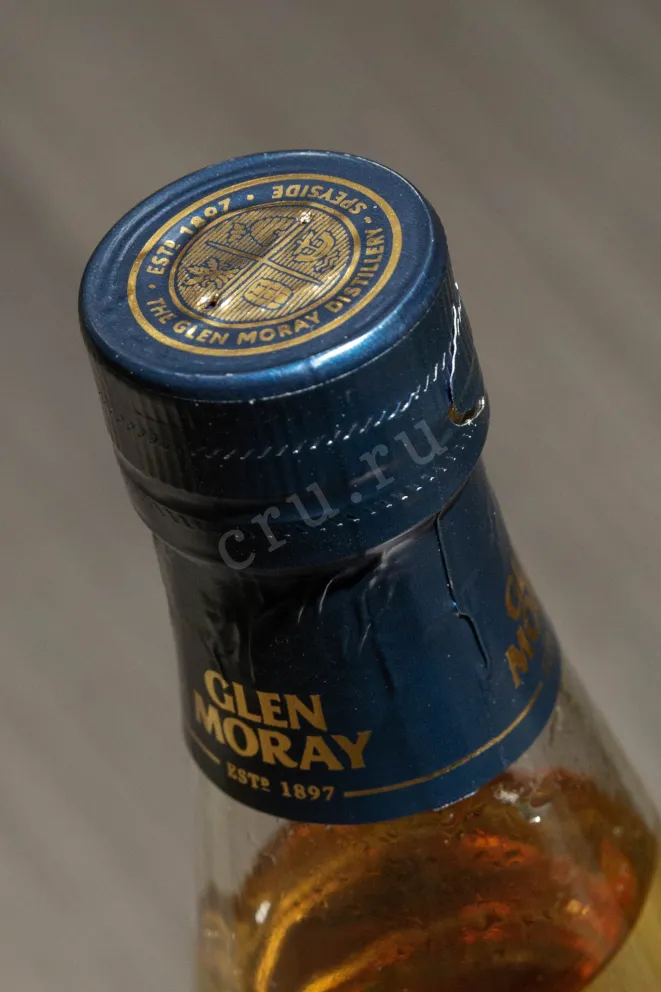 · ESTD 1897 · SPEYSIDE ·
THE GLEN MORAY DISTILLERY
cru.ru
GLEN
MORAY
ESTD 1897